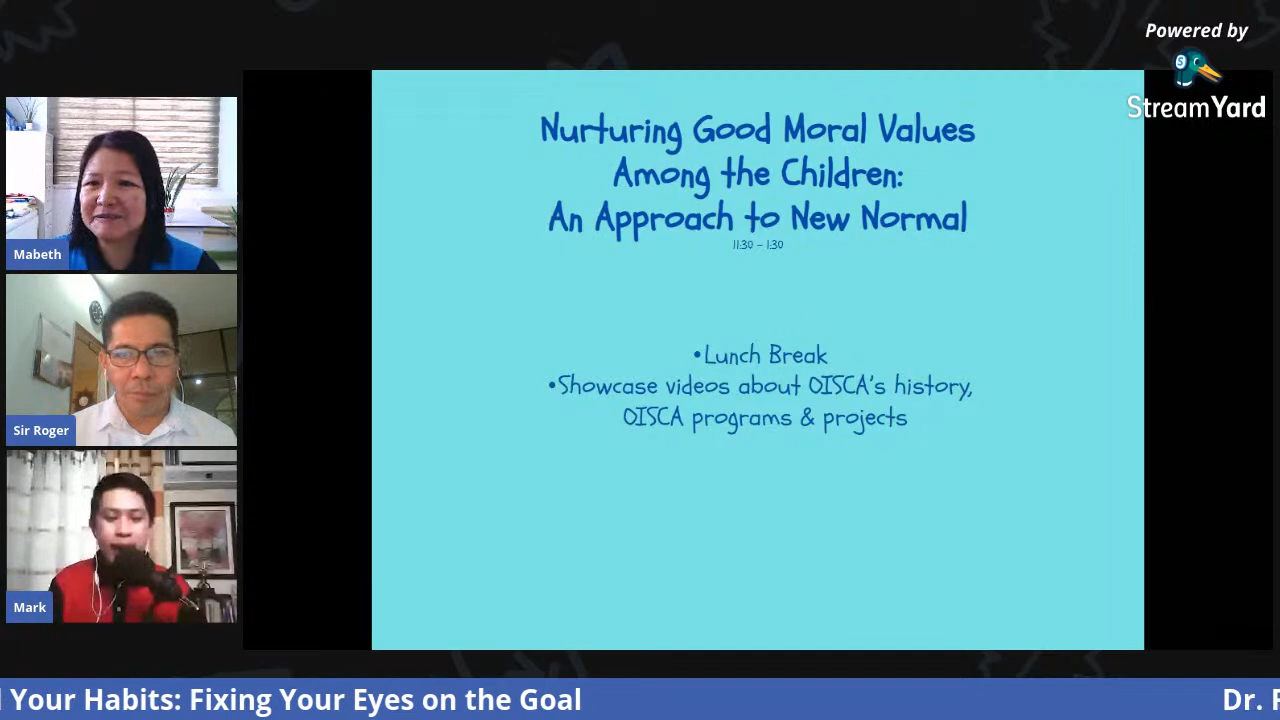 Powered by
StreamYard
Nurturing Good Moral Values
Among the Children:
An Approach to New Normal
11:30 – 1:30
•Lunch Break
•Showcase videos about OISCA's history,
OISCA programs & projects
Mabeth
Sir Roger
Mark
Your Habits: Fixing Your Eyes on the Goal
Dr.